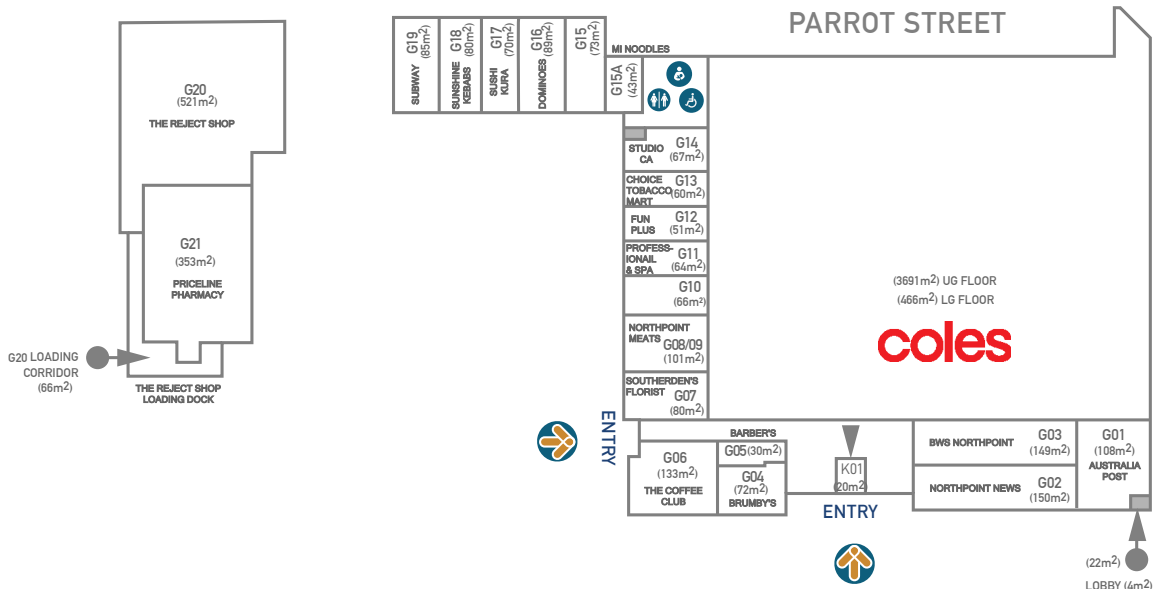 PARROT STREET
G19
(85m2)
SUBWAY
G18
(80m2)
SUNSHINE
KEBABS
G17
(70m2)
SUSHI
KURA
G16
(89m2)
DOMINOES
G15
(73m2)
MI NOODLES
G15A
(43m2)
G20
(521m2)
THE REJECT SHOP
G21
(353m2)
PRICELINE
PHARMACY
G20 LOADING
CORRIDOR
(66m2)
THE REJECT SHOP
LOADING DOCK
STUDIO
CA
G14
(67m2)
CHOICE
TOBACCO
MART
G13
(60m2)
FUN
PLUS
G12
(51m2)
PROFESS-
IONAIL
& SPA
G11
(64m2)
G10
(66m²)
NORTHPOINT
MEATS
G08/09
(101m2)
SOUTHERDEN'S
FLORIST
G07
(80m2)
(3691m2) UG FLOOR
(466m2) LG FLOOR
coles
ENTRY
BARBER'S
G05 (30m2)
G06
(133m2)
THE COFFEE
CLUB
G04
(72m2)
BRUMBY'S
K01
(20m2)
ENTRY
BWS NORTHPOINT
G03
(149m2)
NORTHPOINT NEWS
G02
(150m2)
G01
(108m2)
AUSTRALIA
POST
(22m2)
LOBBY (4m2)